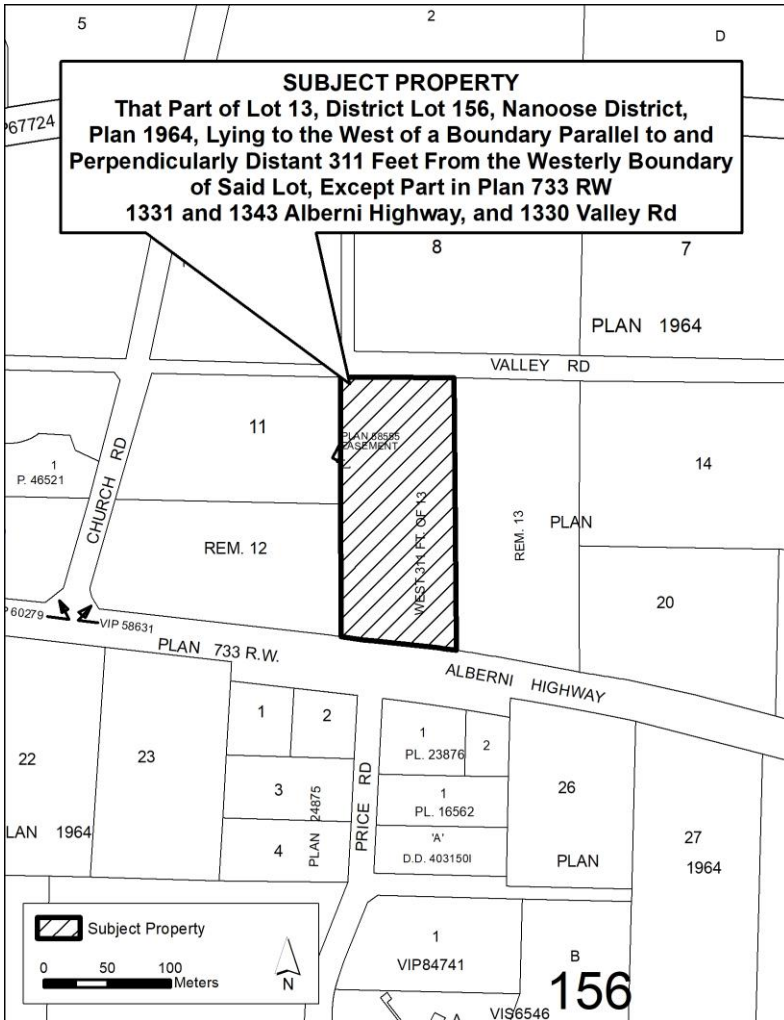 5
2
D
SUBJECT PROPERTY
That Part of Lot 13, District Lot 156, Nanoose District,
Plan 1964, Lying to the West of a Boundary Parallel to and
Perpendicularly Distant 311 Feet From the Westerly Boundary
of Said Lot, Except Part in Plan 733 RW
1331 and 1343 Alberni Highway, and 1330 Valley Rd
P67724
8
7
PLAN 1964
VALLEY RD
11
PLAN 58555
EASEMENT
14
1
P. 46521
CHURCH RD
REM. 12
WEST 311 FT. OF 13
REM. 13
PLAN
20
P 60279
VIP 58631
PLAN 733 R.W.
ALBERNI HIGHWAY
1
2
1
PL. 23876
2
22
23
3
PLAN 24875
PRICE RD
1
PL. 16562
26
4
'A'
D.D. 403150I
27
LAN 1964
PLAN
1964
Subject Property
0 50 100
Meters
N
1
VIP84741
B
156
A
VIS6546